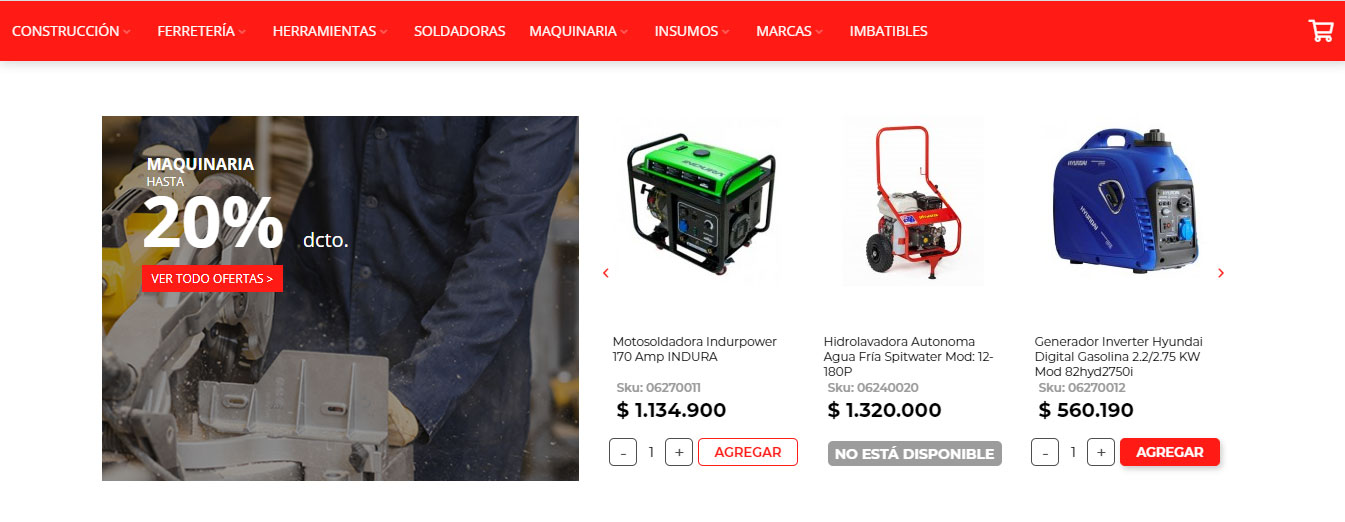 CONSTRUCCIÓN FERRETERÍA HERRAMIENTAS SOLDADORAS MAQUINARIA INSUMOS MARCAS IMBATIBLES
MAQUINARIA
HASTA
20% dcto.
VER TODO OFERTAS >
INDURA
HYUNDAI
HYUNDAI
Motosoldadora Indurpower
170 Amp INDURA
Sku: 06270011
$ 1.134.900
- 1 + AGREGAR
Hidrolavadora Autonoma
Agua Fría Spitwater Mod: 12-
180P
Sku: 06240020
$ 1.320.000
NO ESTÁ DISPONIBLE
Generador Inverter Hyundai
Digital Gasolina 2.2/2.75 KW
Mod 82hyd2750i
Sku: 06270012
$ 560.190
- 1 + AGREGAR